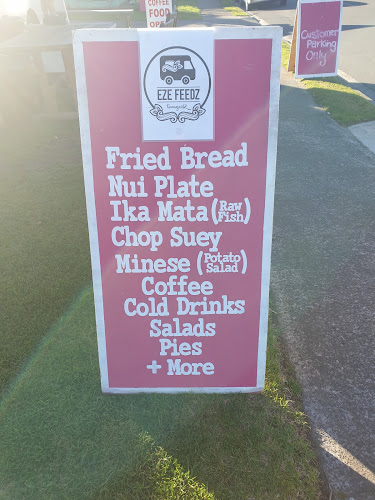 COFFEE
FOOD
Customer
Parking
Only
EZE FEEDZ
Fried Bread
Nui Plate
Ika Mata (Raw Fish)
Chop Suey
Minese (Potato Salad)
Coffee
Cold Drinks
Salads
Pies
+ More